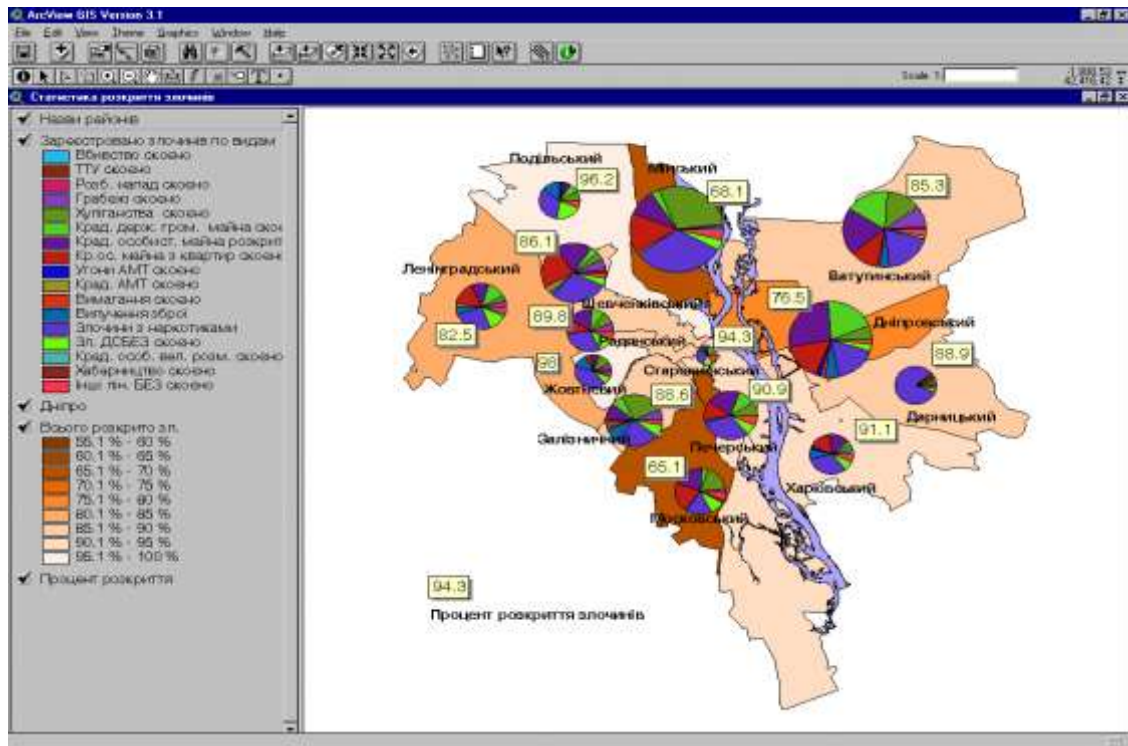 ArcView GIS Version 3.1
File Edit View Theme Graphics Window Help
Scale 1:
Статистика розкриття злочинів
Назви районів
Зареєстровано злочинів по видам
Вбивство скоєно
ТТУ скоєно
Розб. напад скоєно
Грабежі скоєно
Хуліганства скоєно
Крад. держ. гром. майна скоє
Крад. особист. майна розкрит
Кр.ос. майна з квартир скоєн
Угони АМТ скоєно
Крад. АМТ скоєно
Вимагання скоєно
Вилучення зброї
Злочини з наркотиками
Зл. ДСБЕЗ скоєно
Крад. особ. вел. розм. скоєно
Хабарництво скоєно
Інші лін. БЕЗ скоєно
Дніпро
Всього розкрито зл.
55.1 % - 60 %
60.1 % - 65 %
65.1 % - 70 %
70.1 % - 75 %
75.1 % - 80 %
80.1 % - 85 %
85.1 % - 90 %
90.1 % - 95 %
95.1 % - 100 %
Процент розкриття
Подільський
96.2
Мінський
68.1
85.3
Ватутинський
86.1
Ленінградський
82.5
Шевченківський
89.8
Радянський
76.5
Дніпровський
94.3
Старокиївський
88.9
Дарницький
98
Жовтневий
88.6
Залізничний
90.9
Печерський
91.1
Харківський
65.1
Московський
94.3
Процент розкриття злочинів